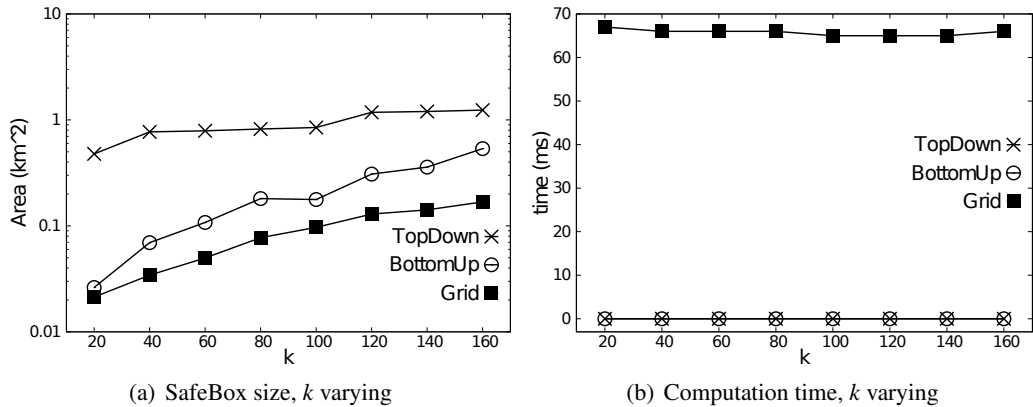 10
1
0.1
0.01
Area (km^2)
20 40 60 80 100 120 140 160
k
TopDown
BottomUp
Grid
(a) SafeBox size, k varying
70
60
50
40
30
20
10
0
time (ms)
20 40 60 80 100 120 140 160
k
TopDown
BottomUp
Grid
(b) Computation time, k varying